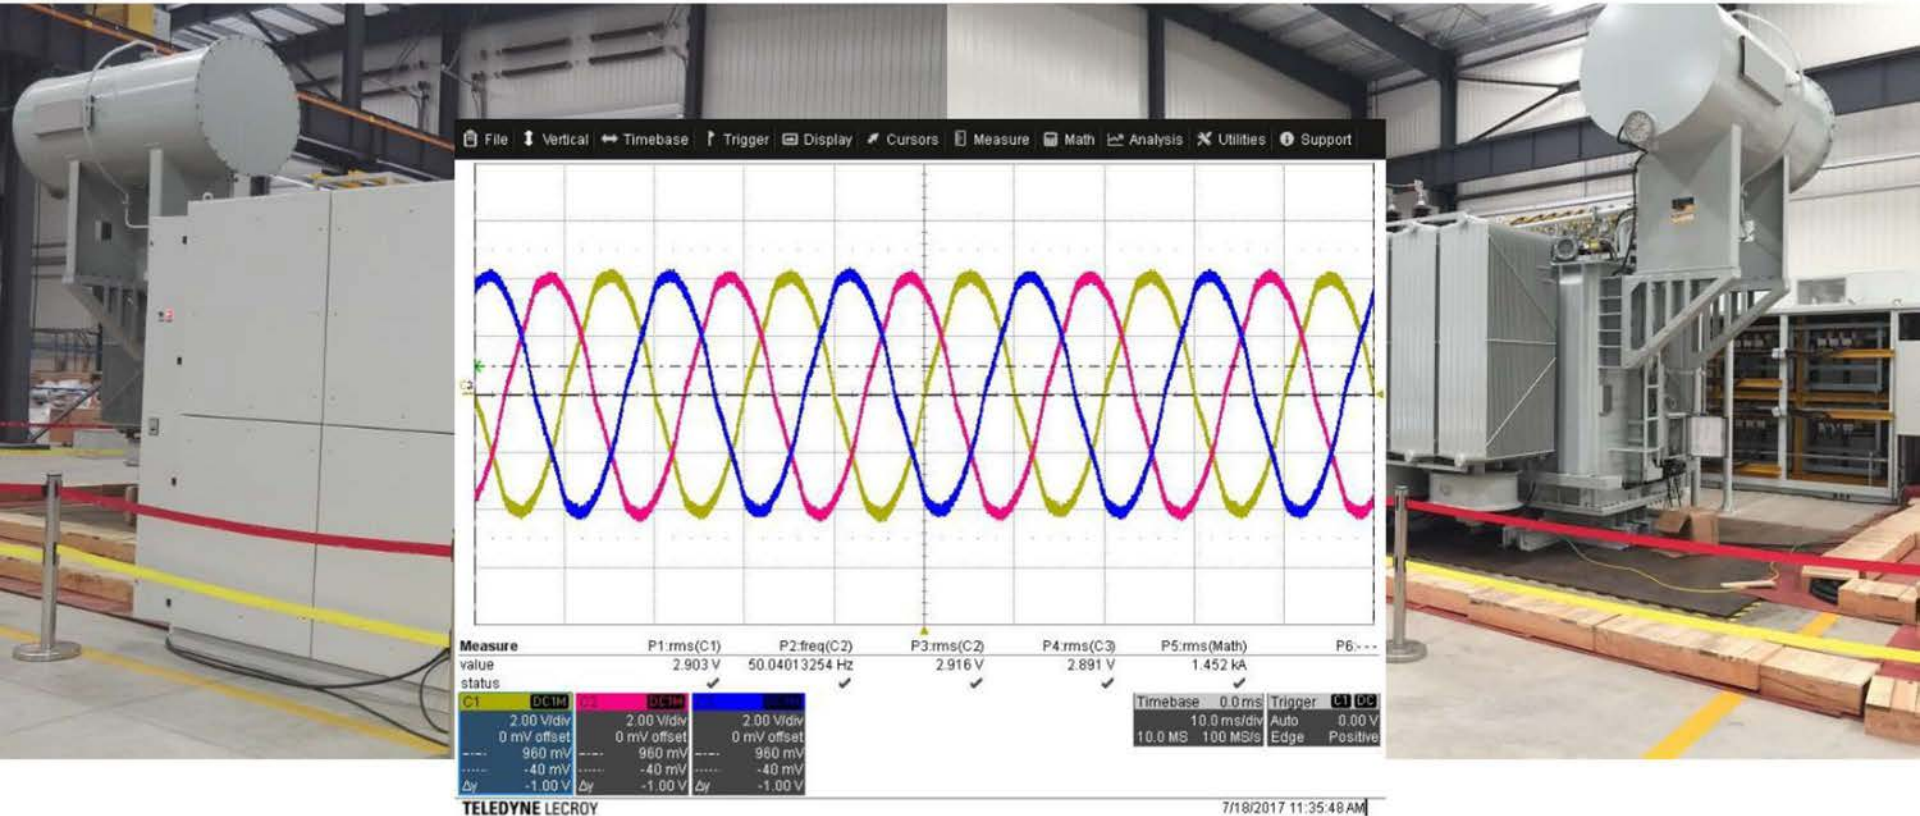 File Vertical Timebase Trigger Display Cursors Measure Math Analysis Utilities Support
Measure P1:rms(C1) P2:freq(C2) P3:rms(C2) P4:rms(C3) P5:rms(Math) P6:---
value 2.903 V 50.04013254 Hz 2.916 V 2.891 V 1.452 kA
status
C1 DC1M C2 DC1M
2.00 V/div 2.00 V/div 2.00 V/div
0 mV offset 0 mV offset 0 mV offset
960 mV 960 mV 960 mV
-40 mV -40 mV -40 mV
Δy -1.00 V Δy -1.00 V Δy -1.00 V
Timebase 0.0 ms Trigger C1 DC
10.0 ms/div Auto 0.00 V
10.0 MS 100 MS/s Edge Positive
TELEDYNE LECROY 7/18/2017 11:35:48 AM